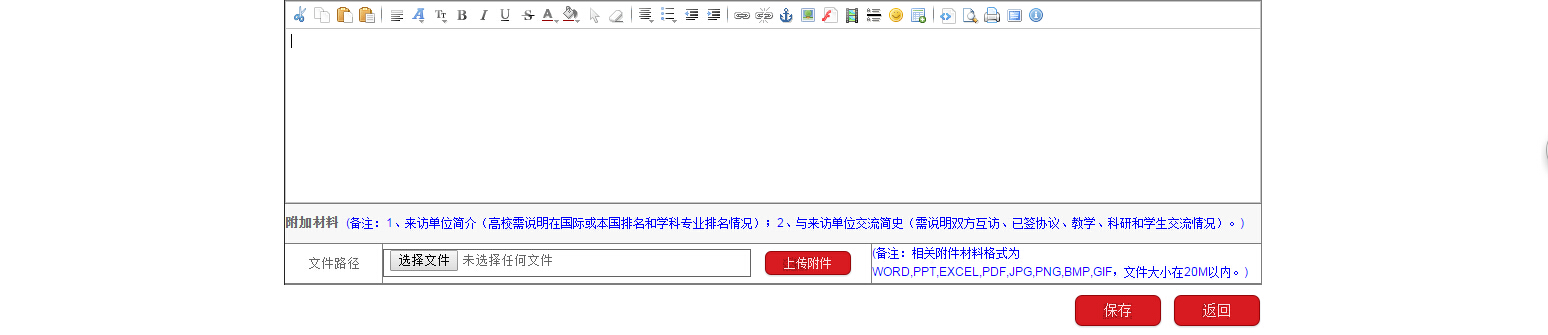 附加材料 (备注：1、来访单位简介（高校需说明在国际或本国排名和学科专业排名情况）；2、与来访单位交流简史（需说明双方互访、已签协议、教学、科研和学生交流情况）。)
文件路径 选择文件 未选择任何文件 上传附件
(备注：相关附件材料格式为
WORD,PPT,EXCEL,PDF,JPG,PNG,BMP,GIF，文件大小在20M以内。)
保存 返回